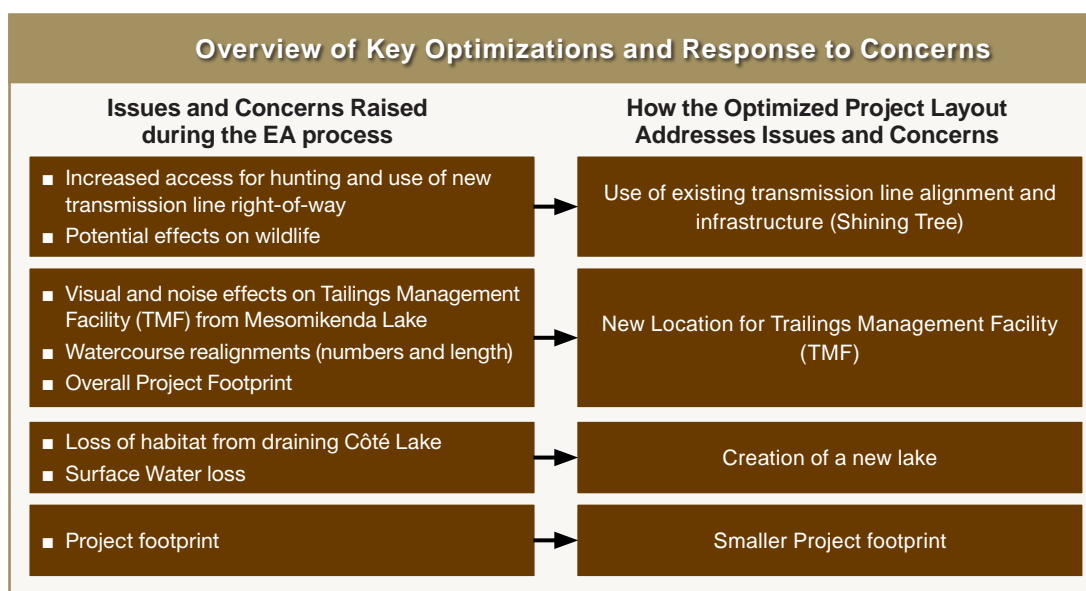 Overview of Key Optimizations and Response to Concerns
Issues and Concerns Raised
during the EA process
How the Optimized Project Layout
Addresses Issues and Concerns
■ Increased access for hunting and use of new
transmission line right-of-way
■ Potential effects on wildlife
Use of existing transmission line alignment and
infrastructure (Shining Tree)
■ Visual and noise effects on Tailings Management
Facility (TMF) from Mesomikenda Lake
■ Watercourse realignments (numbers and length)
■ Overall Project Footprint
New Location for Trailings Management Facility
(TMF)
■ Loss of habitat from draining Côté Lake
■ Surface Water loss
Creation of a new lake
■ Project footprint
Smaller Project footprint